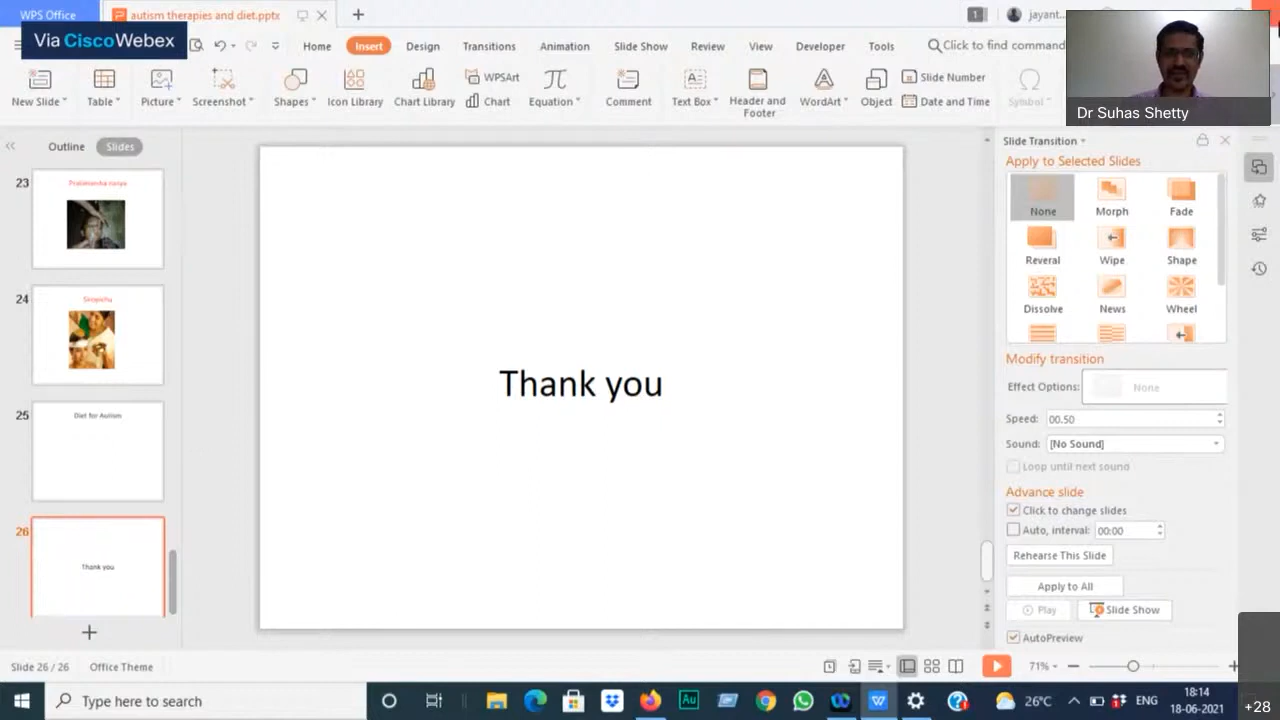 WPS Office
autism therapies and diet.pptx
1
jayant...
Via CiscoWebex
Home
Insert
Design
Transitions
Animation
Slide Show
Review
View
Developer
Tools
Click to find command
New Slide
Table
Picture
Screenshot
Shapes
Icon Library
Chart Library
WPSArt
Chart
Equation
Comment
Text Box
Header and
Footer
WordArt
Object
Slide Number
Date and Time
Symbol
Dr Suhas Shetty
Outline
Slides
23
24
25
Diet for Autism
26
Thank you
Thank you
Slide Transition
Apply to Selected Slides
None
Morph
Fade
Reveral
Wipe
Shape
Dissolve
News
Wheel
Modify transition
Effect Options:
None
Speed:
00.50
Sound:
[No Sound]
Loop until next sound
Advance slide
Click to change slides
Auto, interval:
00:00
Rehearse This Slide
Apply to All
Play
Slide Show
AutoPreview
Slide 26 / 26
Office Theme
71%
Type here to search
Au
26°C
ENG
18:14
18-06-2021
+28